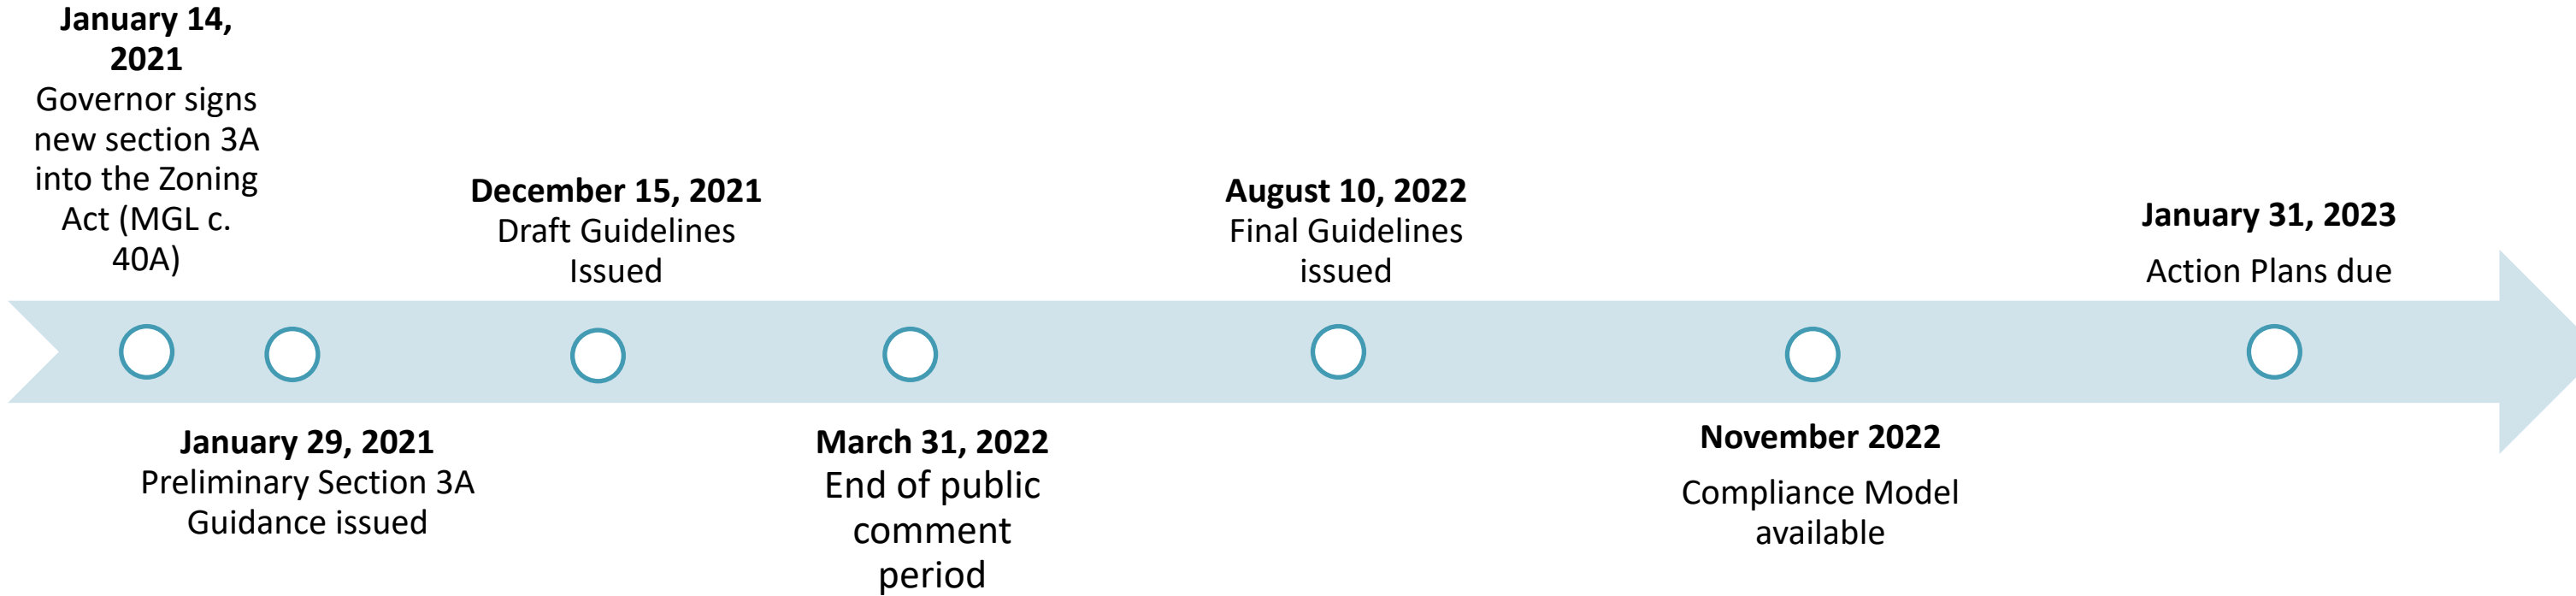 January 14,
2021
Governor signs
new section 3A
into the Zoning
Act (MGL c.
40A)
January 29, 2021
Preliminary Section 3A
Guidance issued
December 15, 2021
Draft Guidelines
Issued
March 31, 2022
End of public
comment
period
August 10, 2022
Final Guidelines
issued
November 2022
Compliance Model
available
January 31, 2023
Action Plans due